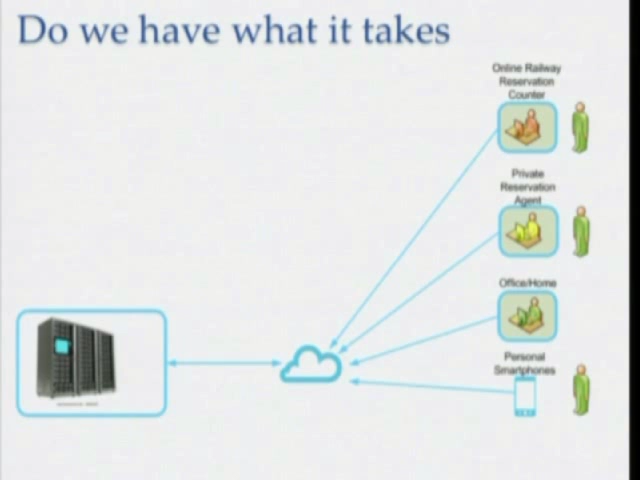 Do we have what it takes
Online Railway
Reservation
Counter
Private
Reservation
Agent
Office/Home
Personal
Smartphones